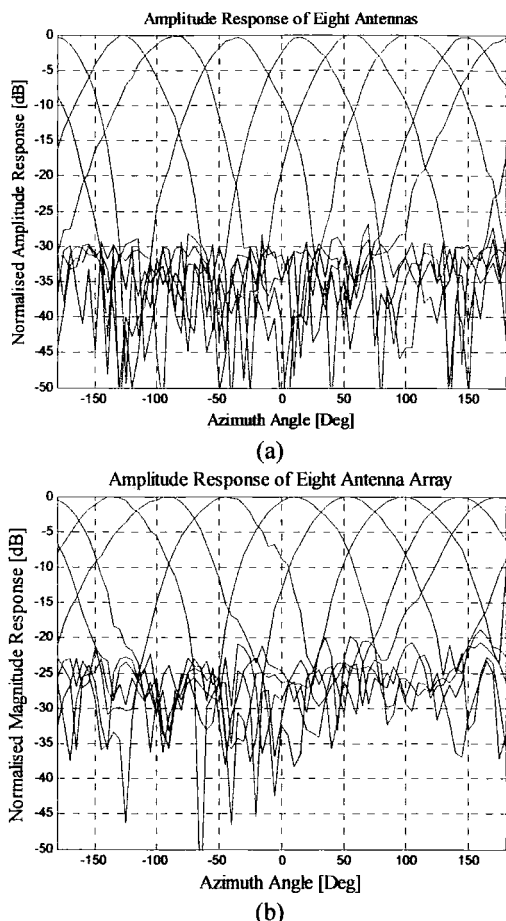 Amplitude Response of Eight Antennas
Normalised Amplitude Response [dB]
0
-5
-10
-15
-20
-25
-30
-35
-40
-45
-50
-150 -100 -50 0 50 100 150
Azimuth Angle [Deg]
(a)
Amplitude Response of Eight Antenna Array
Normalised Magnitude Response [dB]
0
-5
-10
-15
-20
-25
-30
-35
-40
-45
-50
-150 -100 -50 0 50 100 150
Azimuth Angle [Deg]
(b)